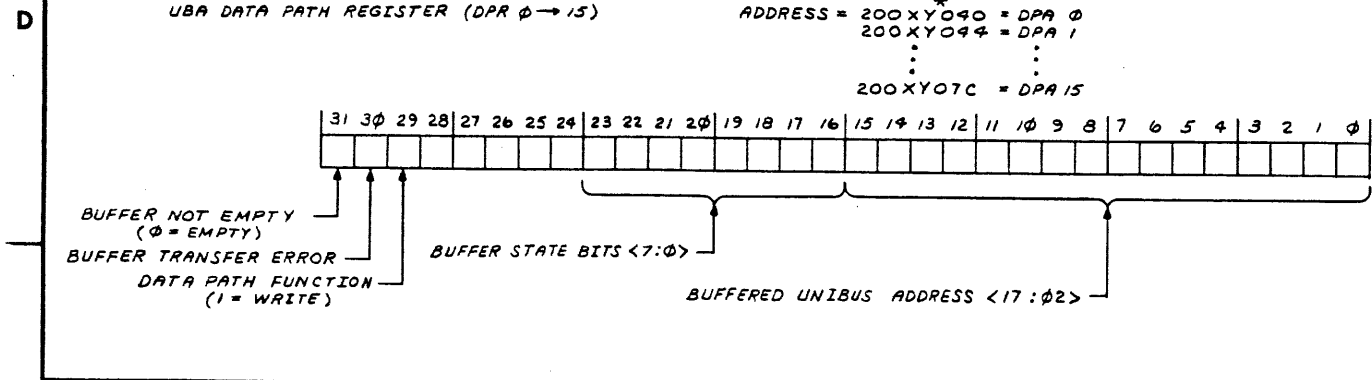 D
UBA DATA PATH REGISTER (DPR Ø→15)
*
ADDRESS = 200XY040 = DPA Ø
200XY044 = DPA 1
200XY07C = DPA 15
31 3Ø 29 28 27 26 25 24 23 22 21 2Ø 19 18 17 16 15 14 13 12 11 1Ø 9 8 7 6 5 4 3 2 1 Ø
BUFFER NOT EMPTY
(Ø = EMPTY)
BUFFER TRANSFER ERROR
DATA PATH FUNCTION
(1 = WRITE)
BUFFER STATE BITS <7:Ø>
BUFFERED UNIBUS ADDRESS <17:Ø2>